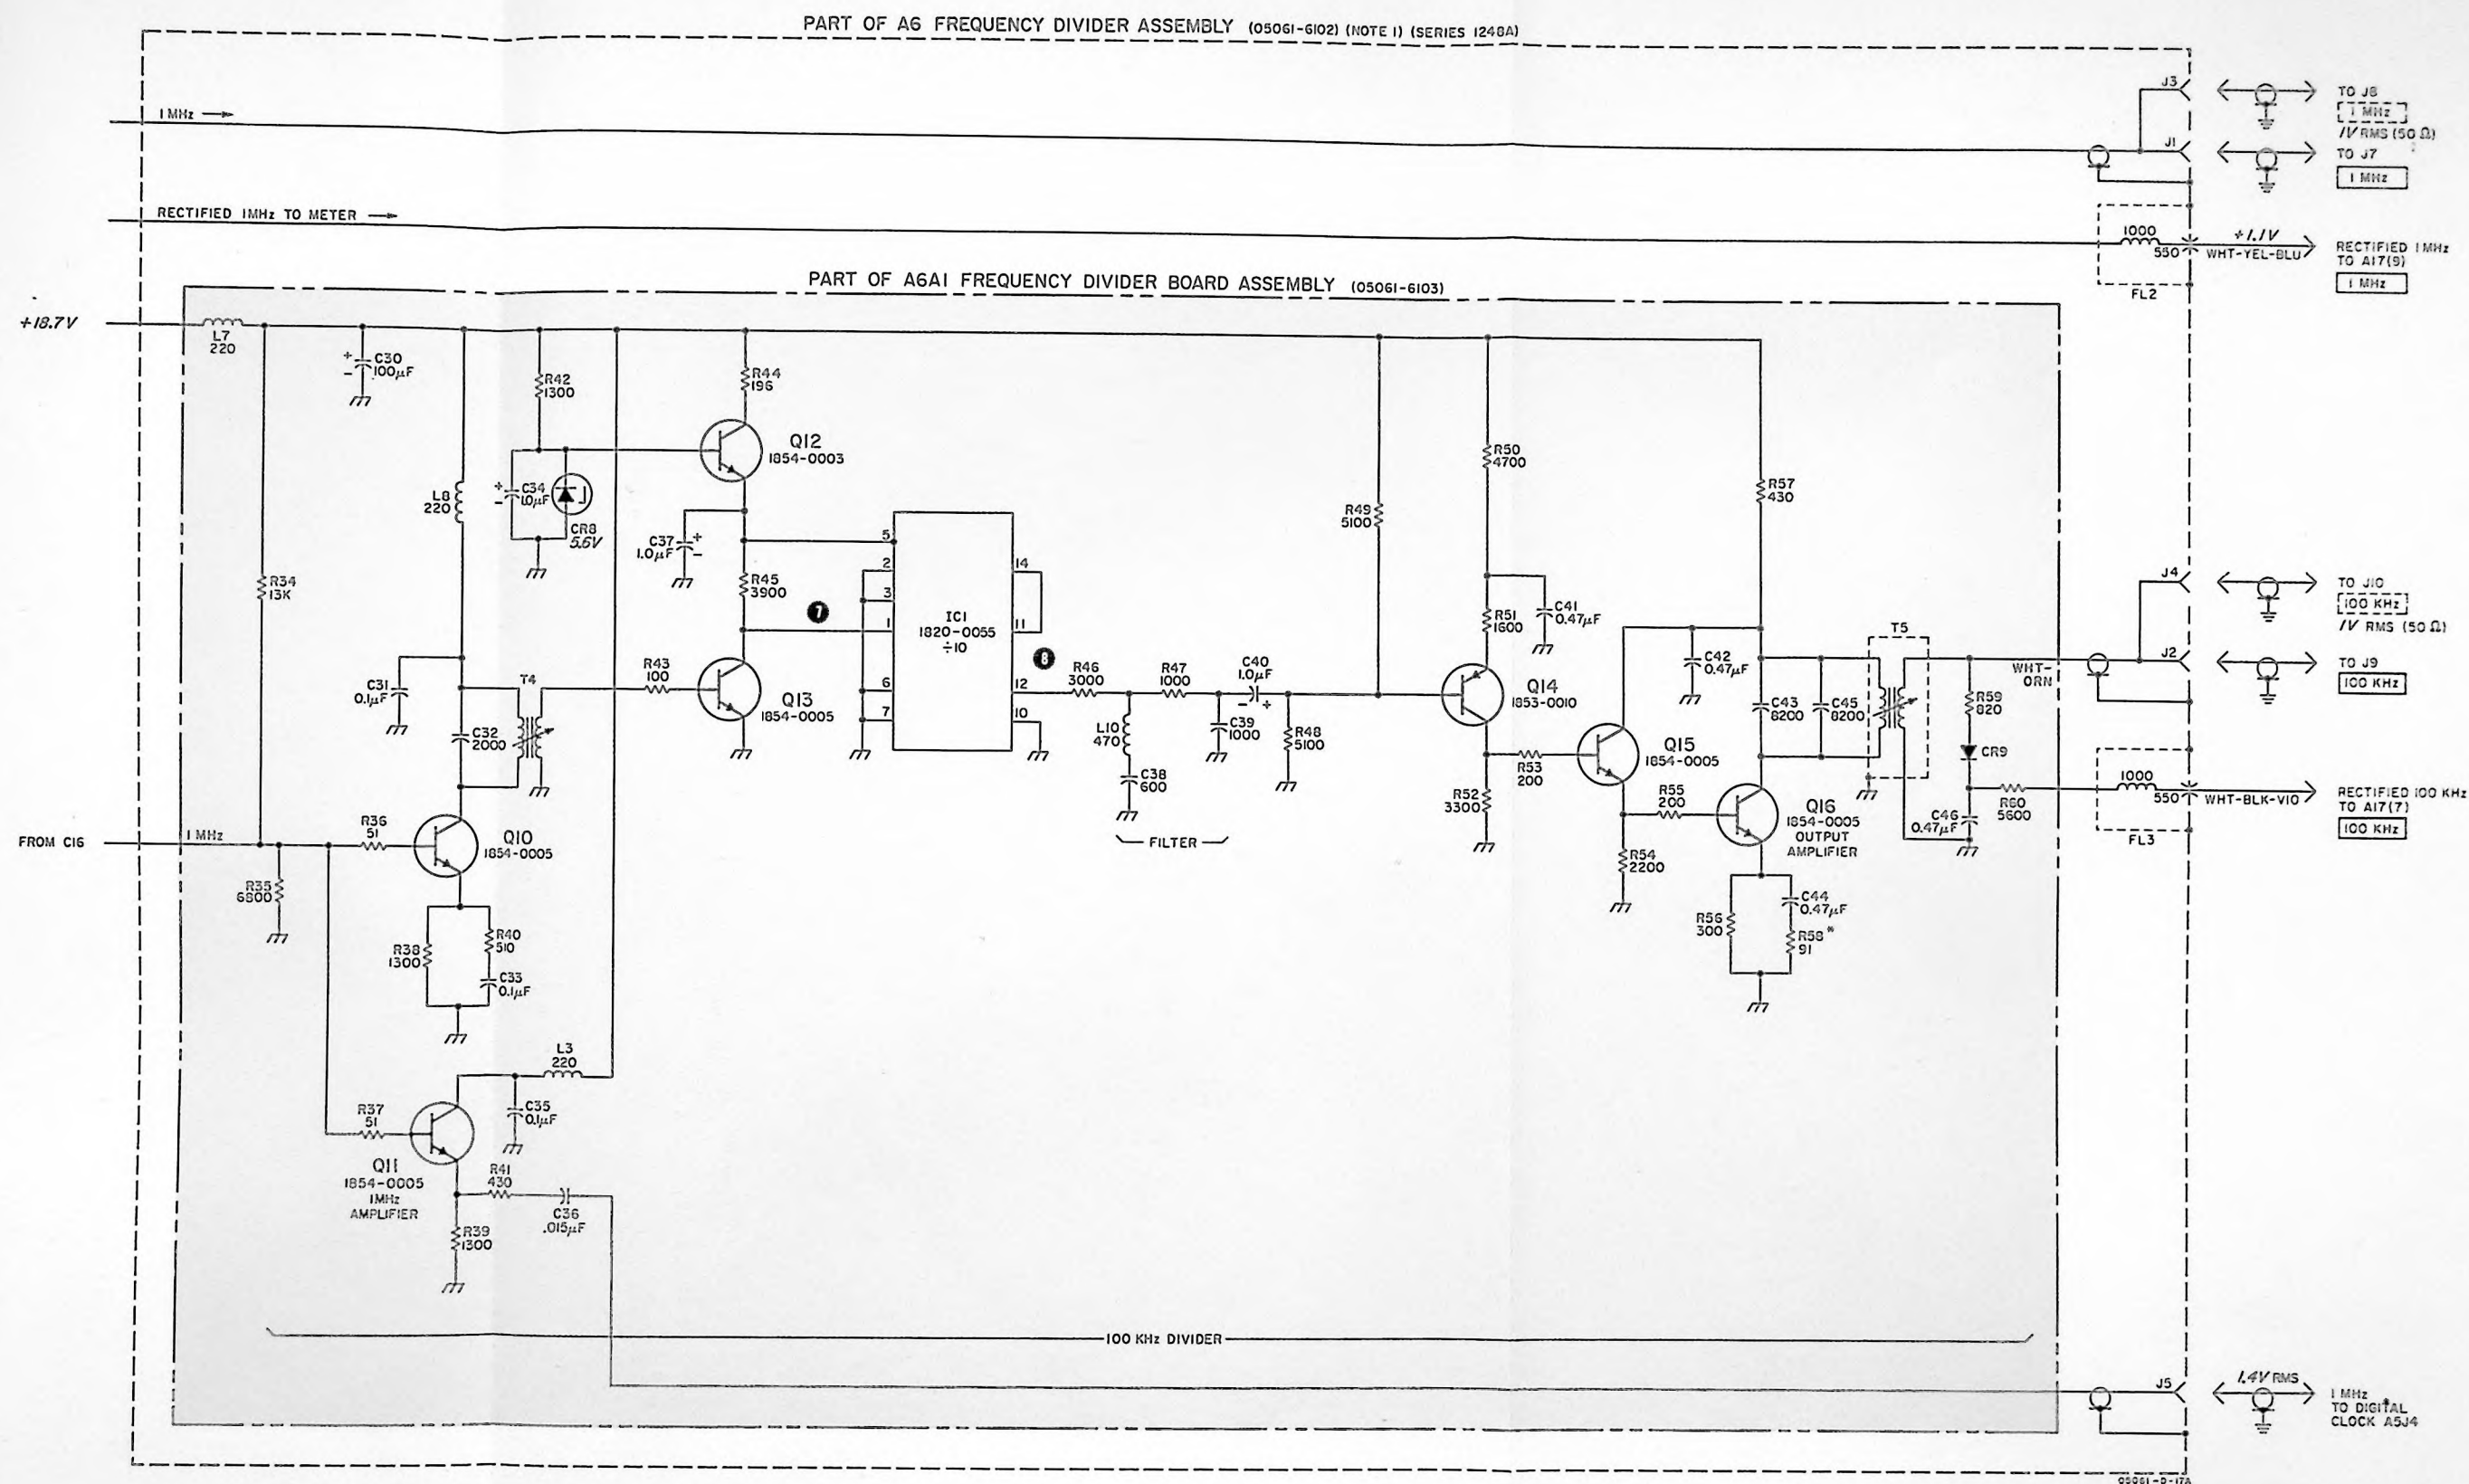 PART OF A6 FREQUENCY DIVIDER ASSEMBLY (05061-6102) (NOTE 1) (SERIES 1248A)
1 MHz
J3
TO J8
1 MHz
1V RMS (50 Ω)
J1
TO J7
1 MHz
RECTIFIED 1MHz TO METER
1000
550
+1.1V
WHT-YEL-BLU
RECTIFIED 1MHz
TO A17(9)
1 MHz
FL2
PART OF A6A1 FREQUENCY DIVIDER BOARD ASSEMBLY (05061-6103)
+18.7V
L7
220
C30
100µF
+
−
R42
1300
R44
196
Q12
1854-0003
R50
4700
R57
430
L8
220
+
−
C34
1.0µF
CR8
5.6V
R49
5100
C37
1.0µF
+
−
R34
13K
R45
3900
7
5
2
3
1
6
7
IC1
1820-0055
÷10
14
11
12
10
8
R51
1600
C41
0.47µF
J4
TO J10
100 KHz
1V RMS (50 Ω)
T5
C31
0.1µF
T4
R43
100
Q13
1854-0005
R46
3000
R47
1000
C40
1.0µF
−
+
Q14
1853-0010
C42
0.47µF
WHT-
ORN
J2
TO J9
100 KHz
C32
2000
L10
470
C39
1000
R48
5100
C43
8200
C45
8200
R59
820
C38
600
FILTER
R53
200
Q15
1854-0005
CR9
R52
3300
R55
200
Q16
1854-0005
OUTPUT
AMPLIFIER
C46
0.47µF
R60
5600
1000
550
WHT-BLK-VIO
RECTIFIED 100 KHz
TO A17(7)
100 KHz
FL3
FROM C16
1 MHz
R36
51
Q10
1854-0005
R35
6800
R54
2200
R38
1300
R40
510
C33
0.1µF
R56
300
C44
0.47µF
R58*
91
L3
220
C35
0.1µF
R37
51
Q11
1854-0005
1MHz
AMPLIFIER
R41
430
C36
.015µF
R39
1300
100 KHz DIVIDER
J5
1.4V RMS
1 MHz
TO DIGITAL
CLOCK A5J4
05061-D-17A